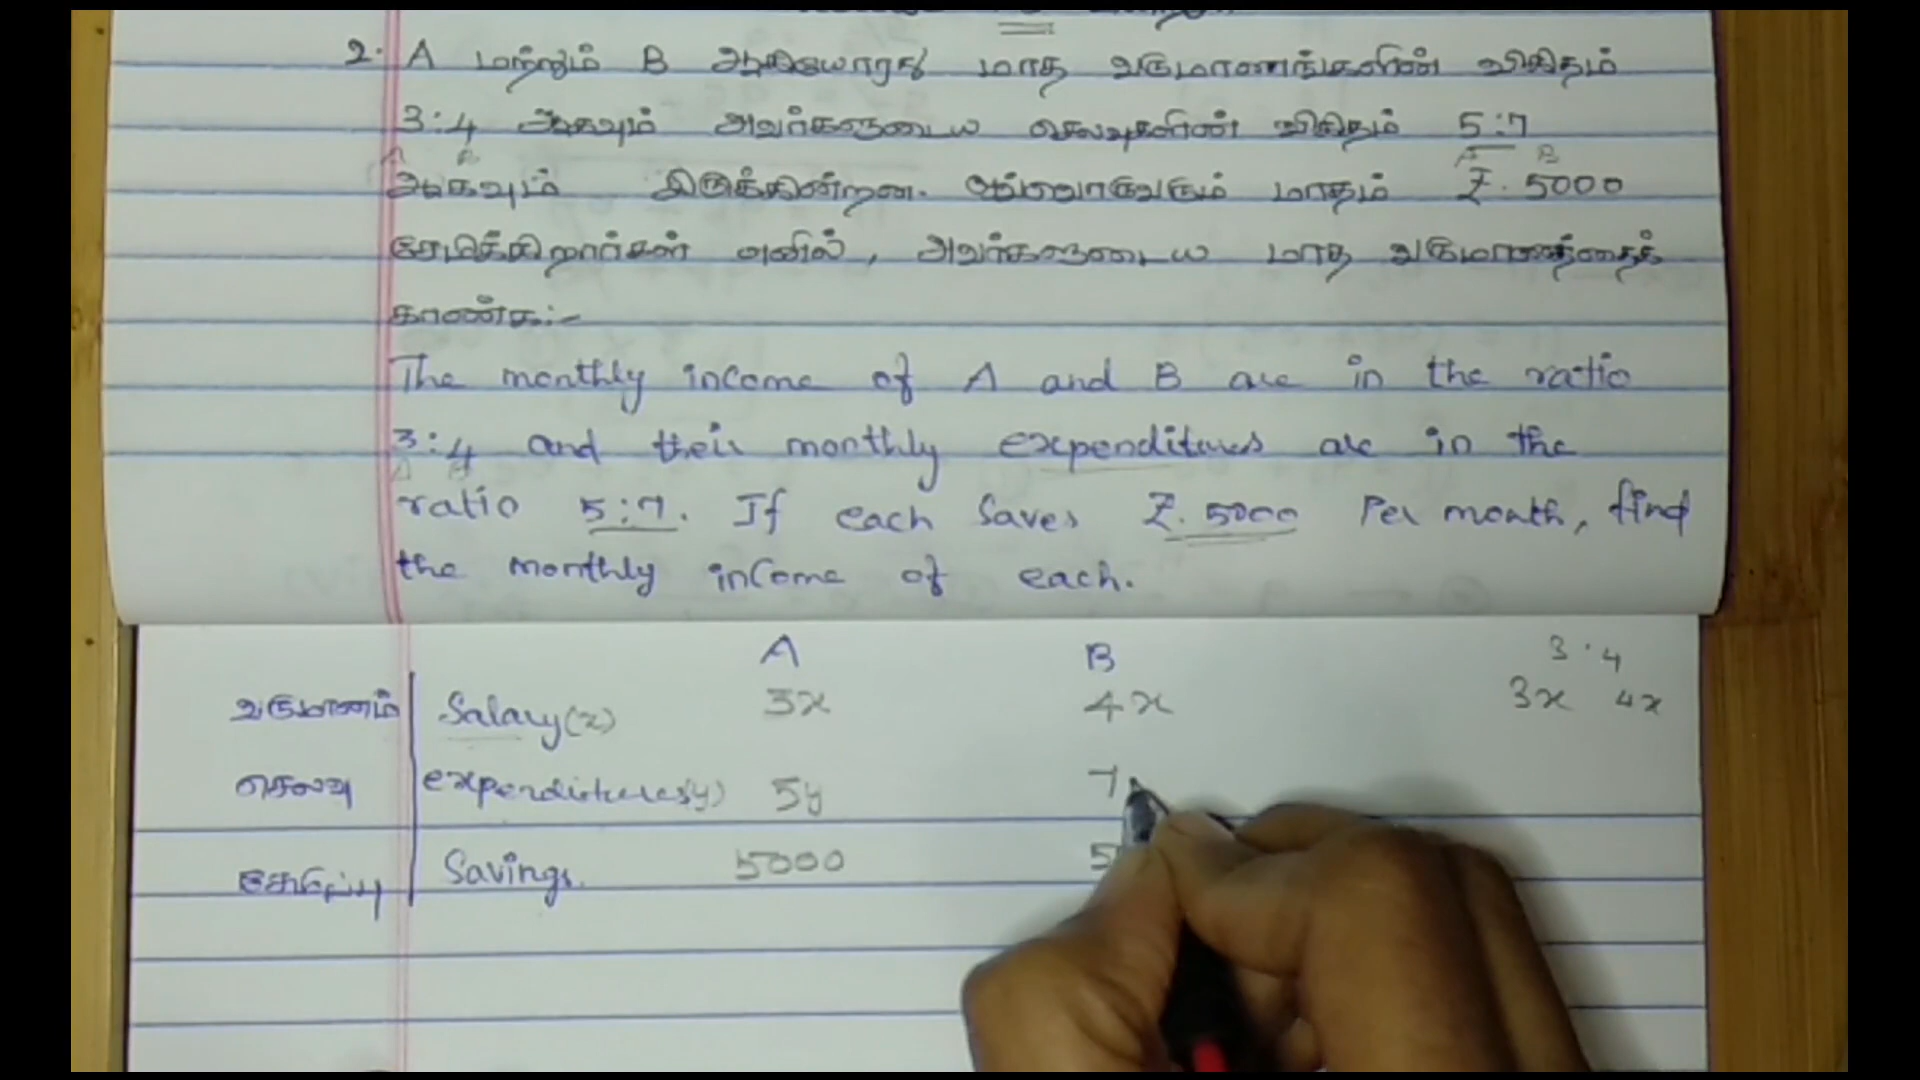 2. A மற்றும் B ஆகியோரது மாத வருமானங்களின் விகிதம்
3:4 ஆகவும் அவர்களுடைய செலவுகளின் விகிதம் 5:7
A B A B
ஆகவும் இருக்கின்றன. ஒவ்வொருவரும் மாதம் ₹. 5000
சேமிக்கிறார்கள் எனில், அவர்களுடைய மாத வருமானத்தைக்
காண்க:-
The monthly income of A and B are in the ratio
3:4 and their monthly expenditures are in the
A B
ratio 5:7. If each saves ₹. 5000 Per month, find
the monthly income of each.
A B 3:4
வருமானம் Salary(x) 3x 4x 3x 4x
செலவு expenditures(y) 5y 7
சேமிப்பு Savings. 5000 5